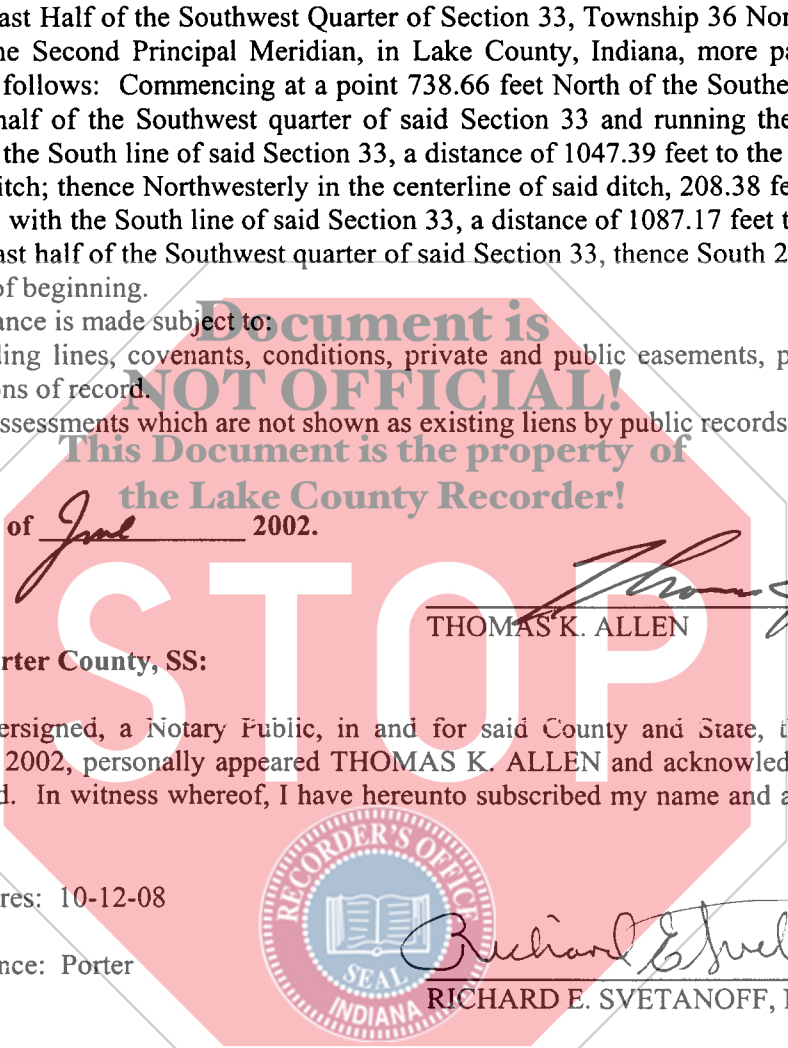 ast Half of the Southwest Quarter of Section 33, Township 36 Nor
ne Second Principal Meridian, in Lake County, Indiana, more pa
follows: Commencing at a point 738.66 feet North of the Southe
half of the Southwest quarter of said Section 33 and running the
the South line of said Section 33, a distance of 1047.39 feet to the
itch; thence Northwesterly in the centerline of said ditch, 208.38 fe
with the South line of said Section 33, a distance of 1087.17 feet t
ast half of the Southwest quarter of said Section 33, thence South 2
of beginning.
ance is made subject to:
Document is
ling lines, covenants, conditions, private and public easements, p
NOT OFFICIAL!
ons of record.
ssessments which are not shown as existing liens by public records
This Document is the property of
the Lake County Recorder!
of June 2002.
STOP
THOMAS K. ALLEN
rter County, SS:
ersigned, a Notary Public, in and for said County and State, t
2002, personally appeared THOMAS K. ALLEN and acknowled
d. In witness whereof, I have hereunto subscribed my name and a
RECORDER'S OFFICE
SEAL
INDIANA
res: 10-12-08
nce: Porter
Richard E Svet
RICHARD E. SVETANOFF,